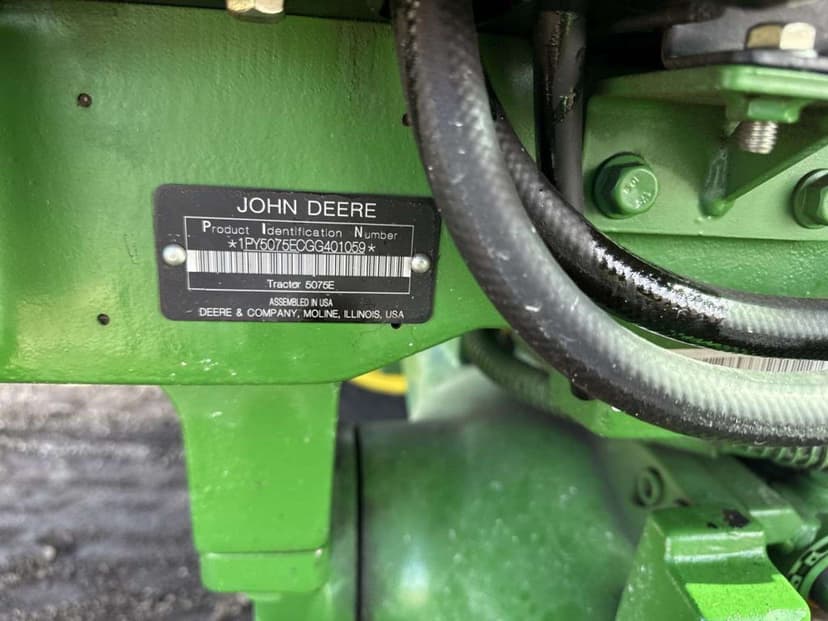 JOHN DEERE
Product Identification Number
*1PY5075ECGG401059*
Tractor 5075E
ASSEMBLED IN USA
DEERE & COMPANY, MOLINE, ILLINOIS, USA